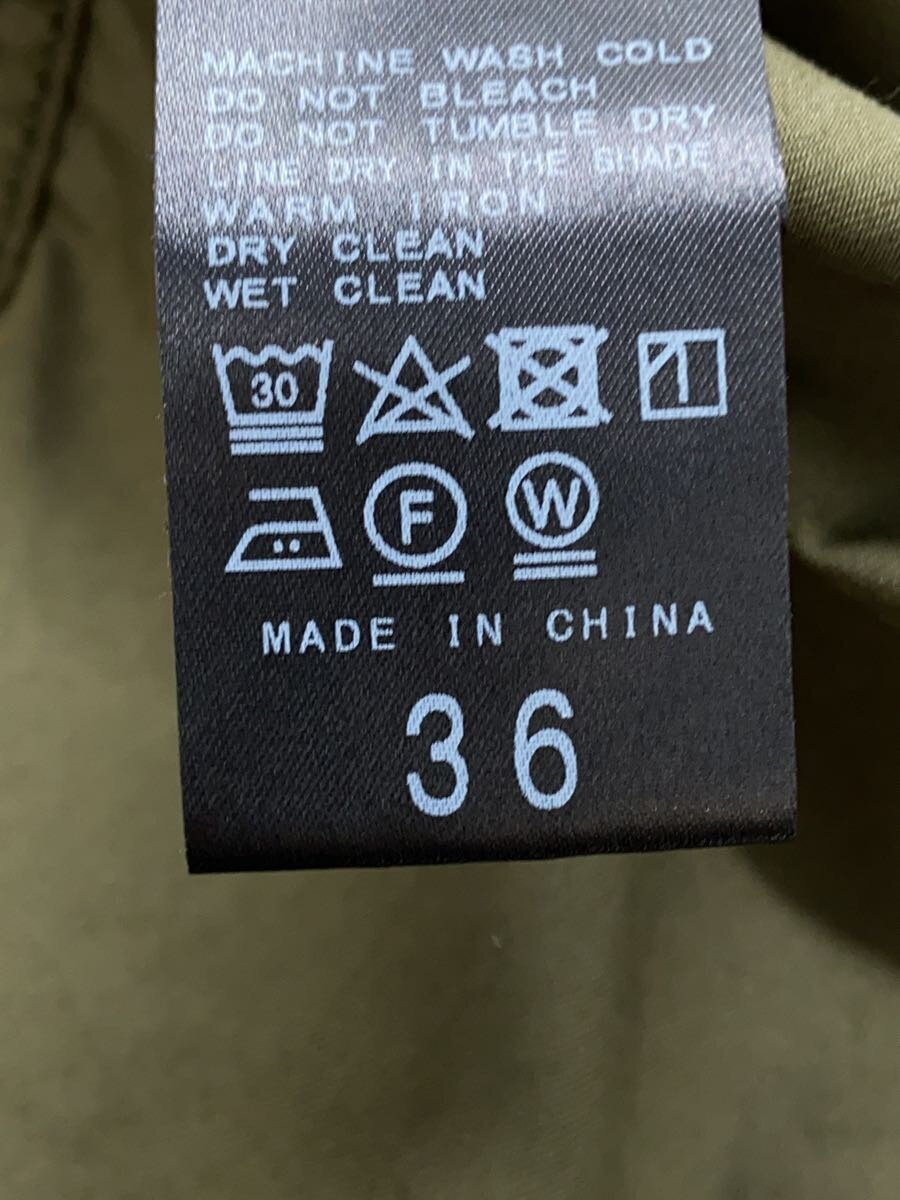 MACHINE WASH COLD
DO NOT BLEACH
DO NOT TUMBLE DRY
LINE DRY IN THE SHADE
WARM IRON
DRY CLEAN
WET CLEAN
30
F W
MADE IN CHINA
36